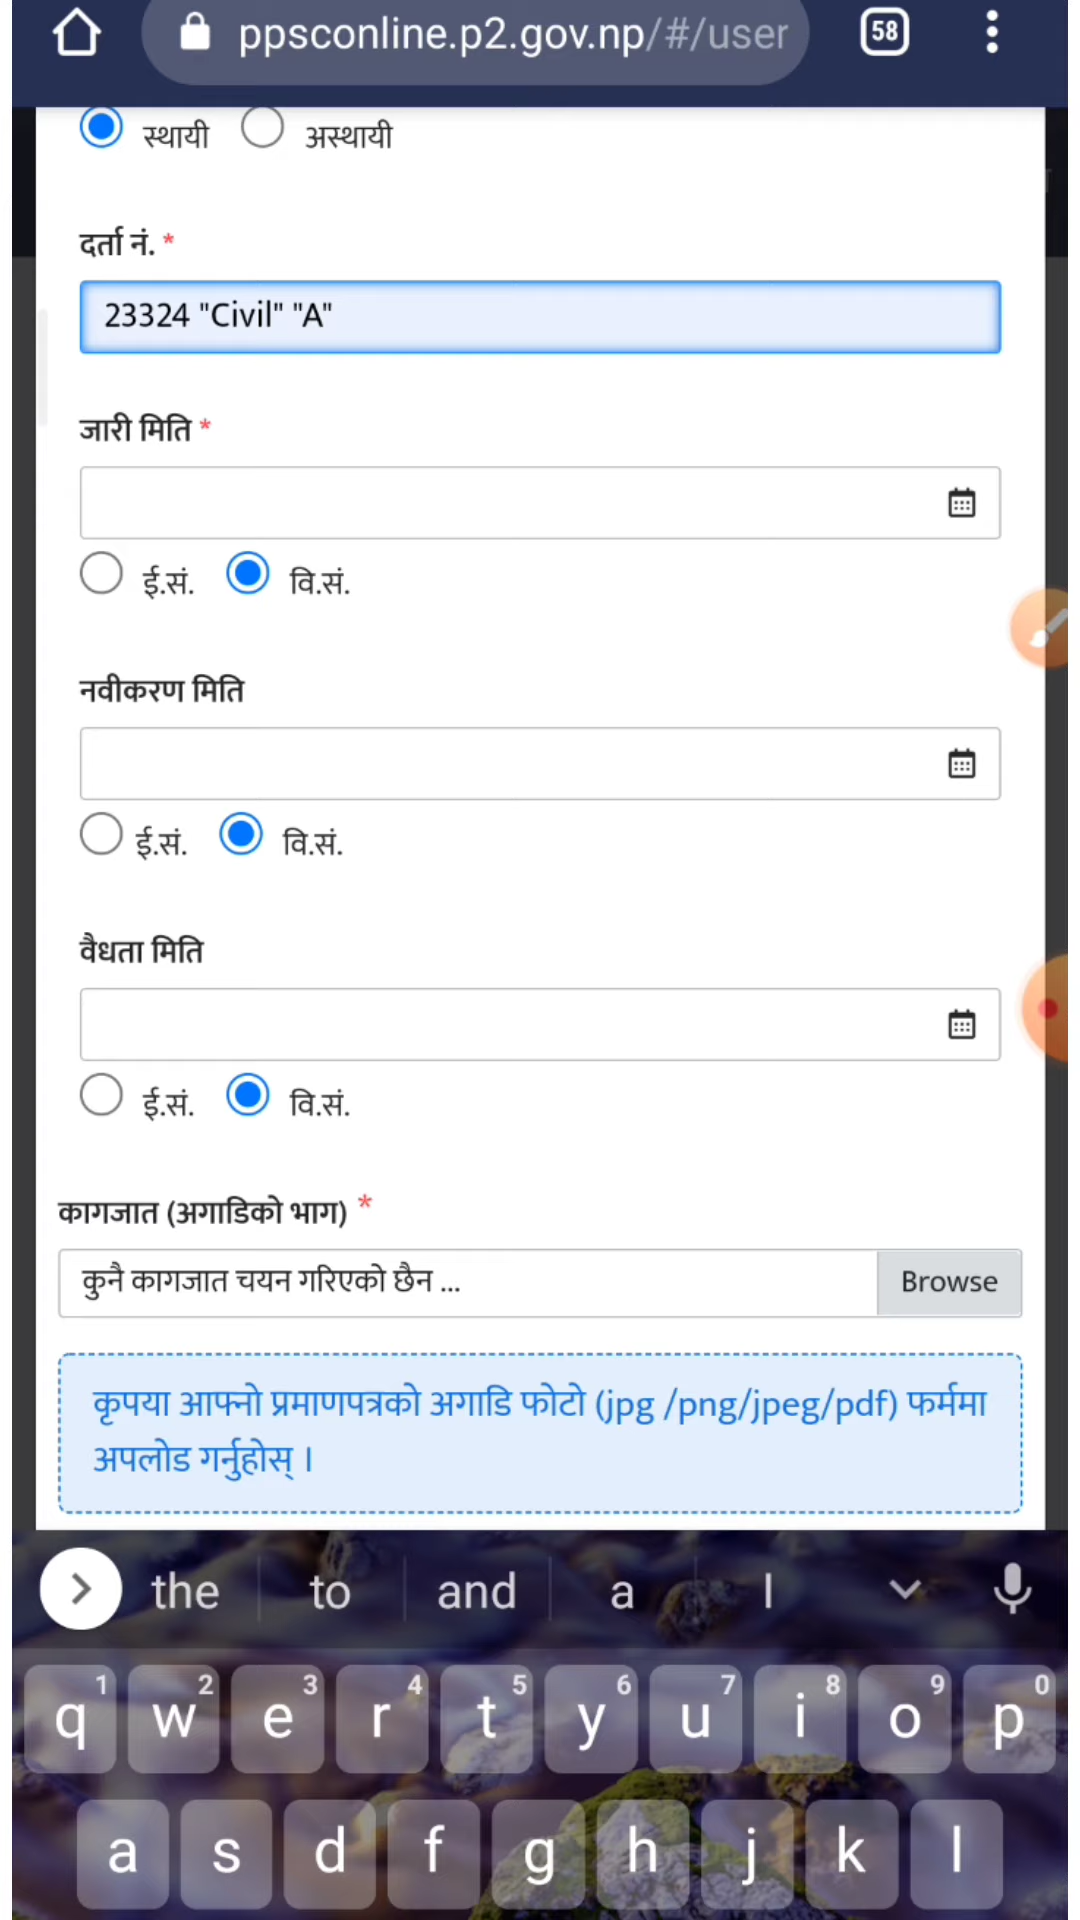 ppsconline.p2.gov.np/#/user
58
स्थायी अस्थायी
दर्ता नं. *
23324 "Civil" "A"
जारी मिति *
ई.सं. वि.सं.
नवीकरण मिति
ई.सं. वि.सं.
वैधता मिति
ई.सं. वि.सं.
कागजात (अगाडिको भाग) *
कुनै कागजात चयन गरिएको छैन ... Browse
कृपया आफ्नो प्रमाणपत्रको अगाडि फोटो (jpg /png/jpeg/pdf) फर्ममा
अपलोड गर्नुहोस् ।
the to and a I
1 2 3 4 5 6 7 8 9 0
q w e r t y u i o p
a s d f g h j k l